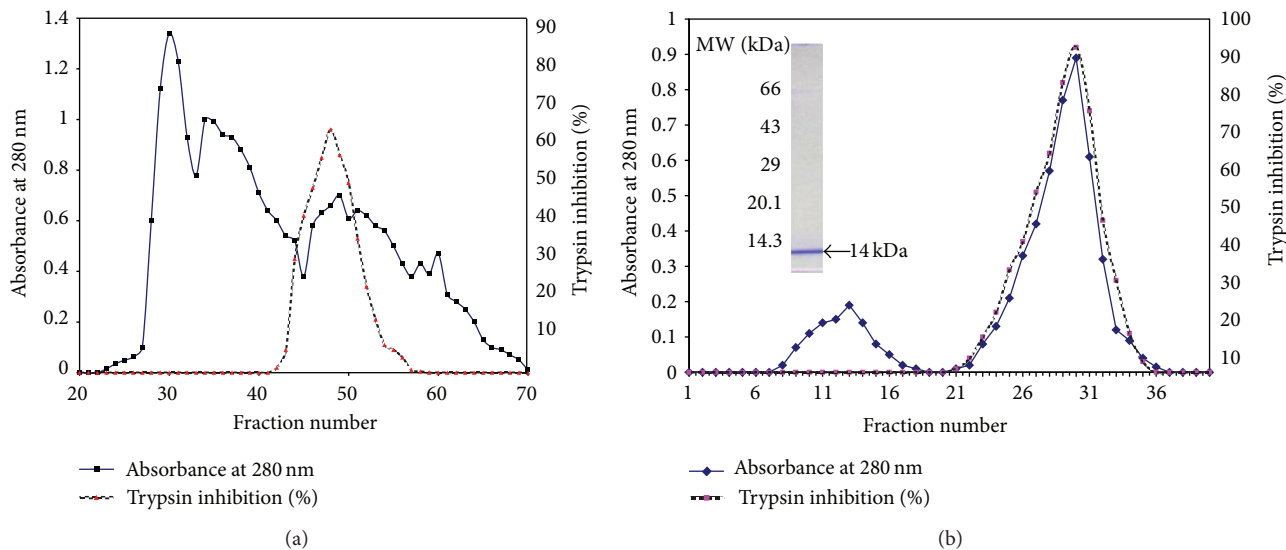 1.4
1.2
1
0.8
0.6
0.4
0.2
0
90
80
70
60
50
40
30
20
10
20 30 40 50 60 70
Absorbance at 280 nm
Trypsin inhibition (%)
Fraction number
Absorbance at 280 nm
Trypsin inhibition (%)
(a)
1
0.9
0.8
0.7
0.6
0.5
0.4
0.3
0.2
0.1
0
100
90
80
70
60
50
40
30
20
10
1 6 11 16 21 26 31 36
Absorbance at 280 nm
Trypsin inhibition (%)
MW (kDa)
66
43
29
20.1
14.3
14 kDa
Fraction number
Absorbance at 280 nm
Trypsin inhibition (%)
(b)